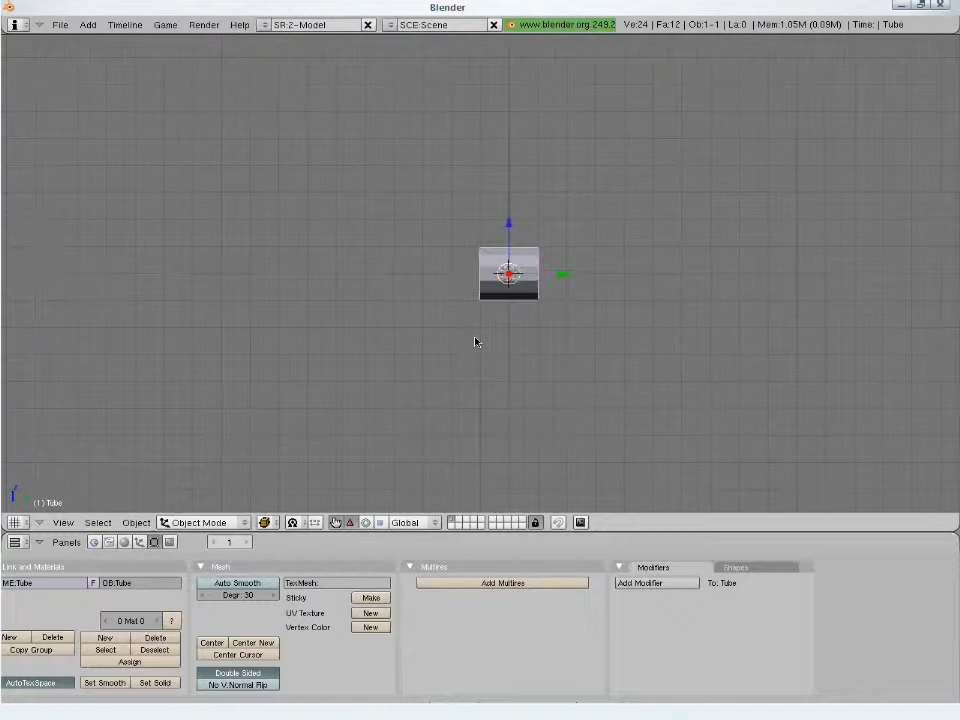 Blender
File Add Timeline Game Render Help SR:2-Model SCE:Scene www.blender.org 249.2 Ve:24 | Fa:12 | Ob:1-1 | La:0 | Mem:1.05M (0.09M) | Time: | Tube
z
(1) Tube
View Select Object Object Mode Global
Panels 1
Link and Materials Mesh Multires Modifiers Shapes
ME:Tube F OB:Tube Auto Smooth TexMesh: Add Multires Add Modifier To: Tube
Degr: 30 Sticky Make
0 Mat 0 ? UV Texture New
Vertex Color New
New Delete New Delete Center Center New
Copy Group Select Deselect Center Cursor
Assign
AutoTexSpace Set Smooth Set Solid Double Sided
No V.Normal Flip